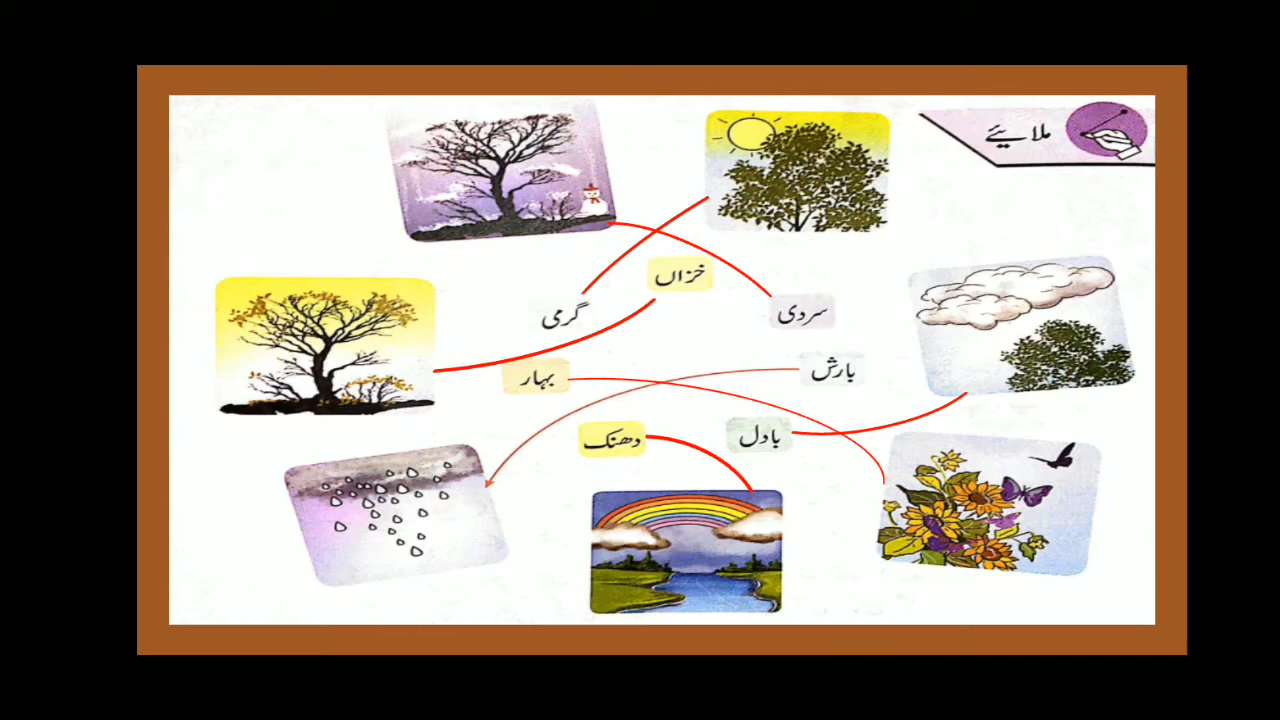 ملائیے
خزاں
سردی
گرمی
بارش
بہار
بادل
دھنک